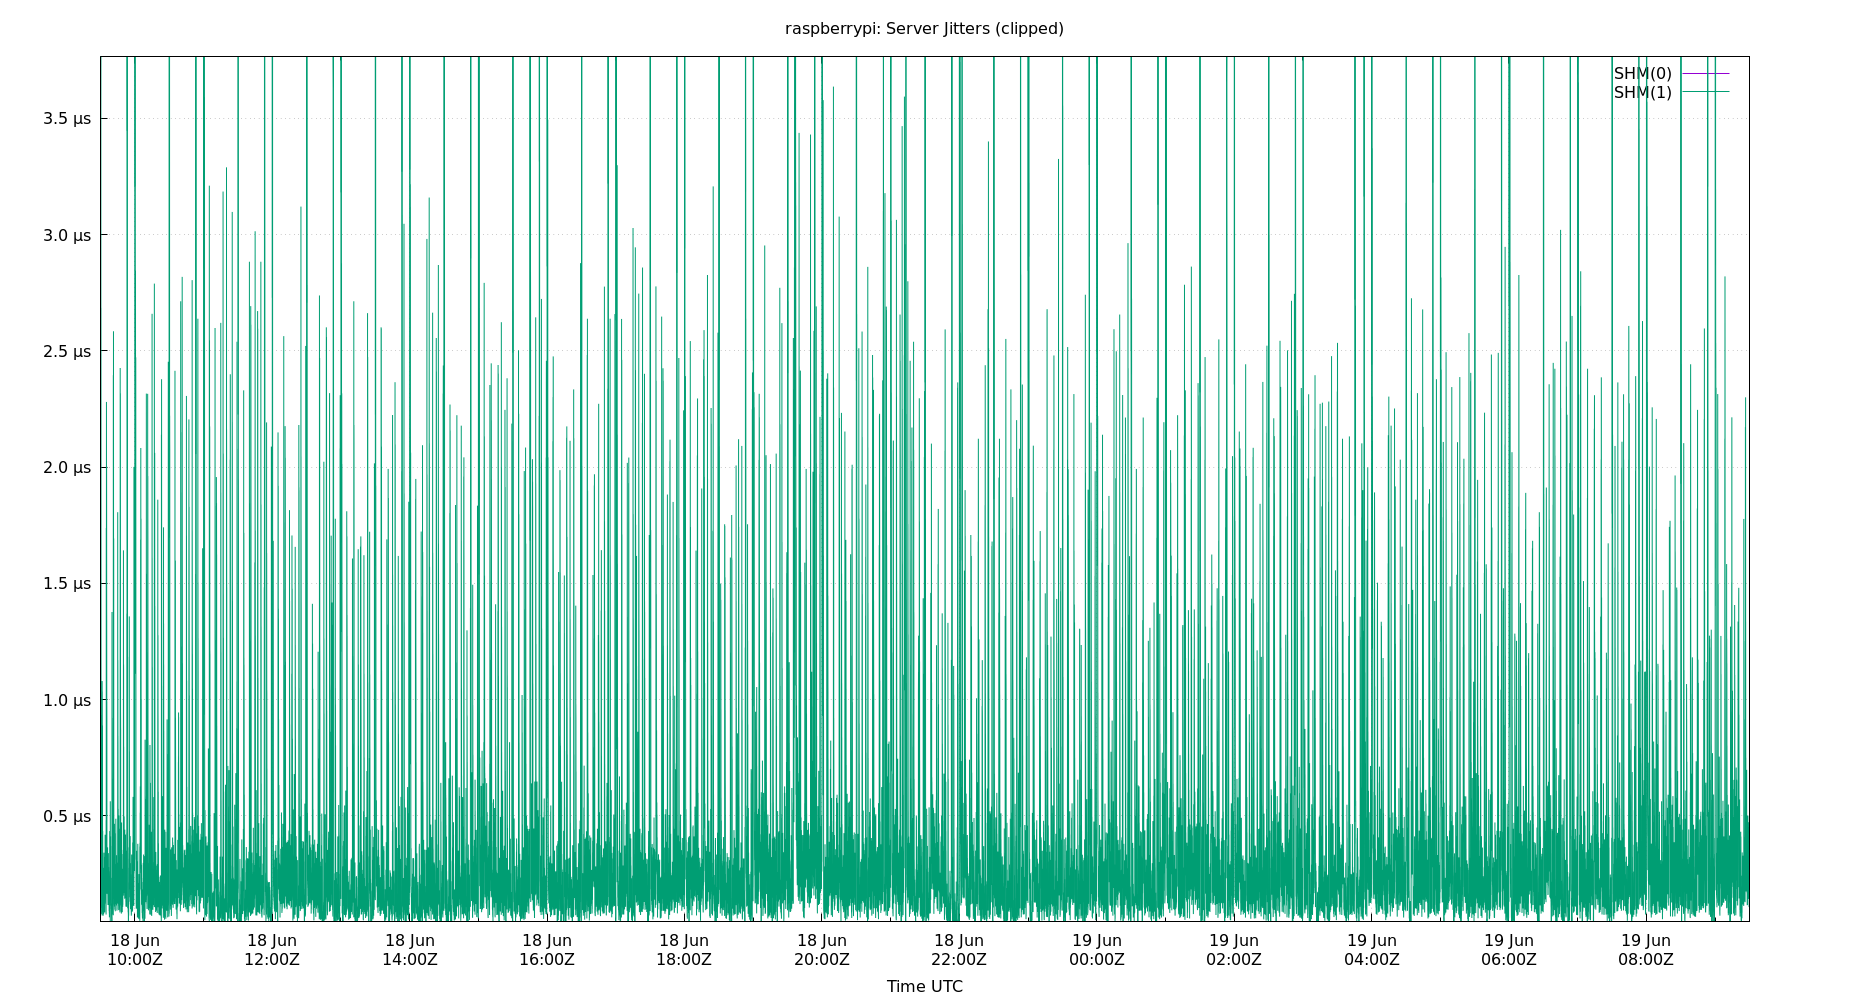 raspberrypi: Server Jitters (clipped)
SHM(0)
SHM(1)
3.5 µs
3.0 µs
2.5 µs
2.0 µs
1.5 µs
1.0 µs
0.5 µs
18 Jun 18 Jun 18 Jun 18 Jun 18 Jun 18 Jun 18 Jun 19 Jun 19 Jun 19 Jun 19 Jun 19 Jun
10:00Z 12:00Z 14:00Z 16:00Z 18:00Z 20:00Z 22:00Z 00:00Z 02:00Z 04:00Z 06:00Z 08:00Z
Time UTC